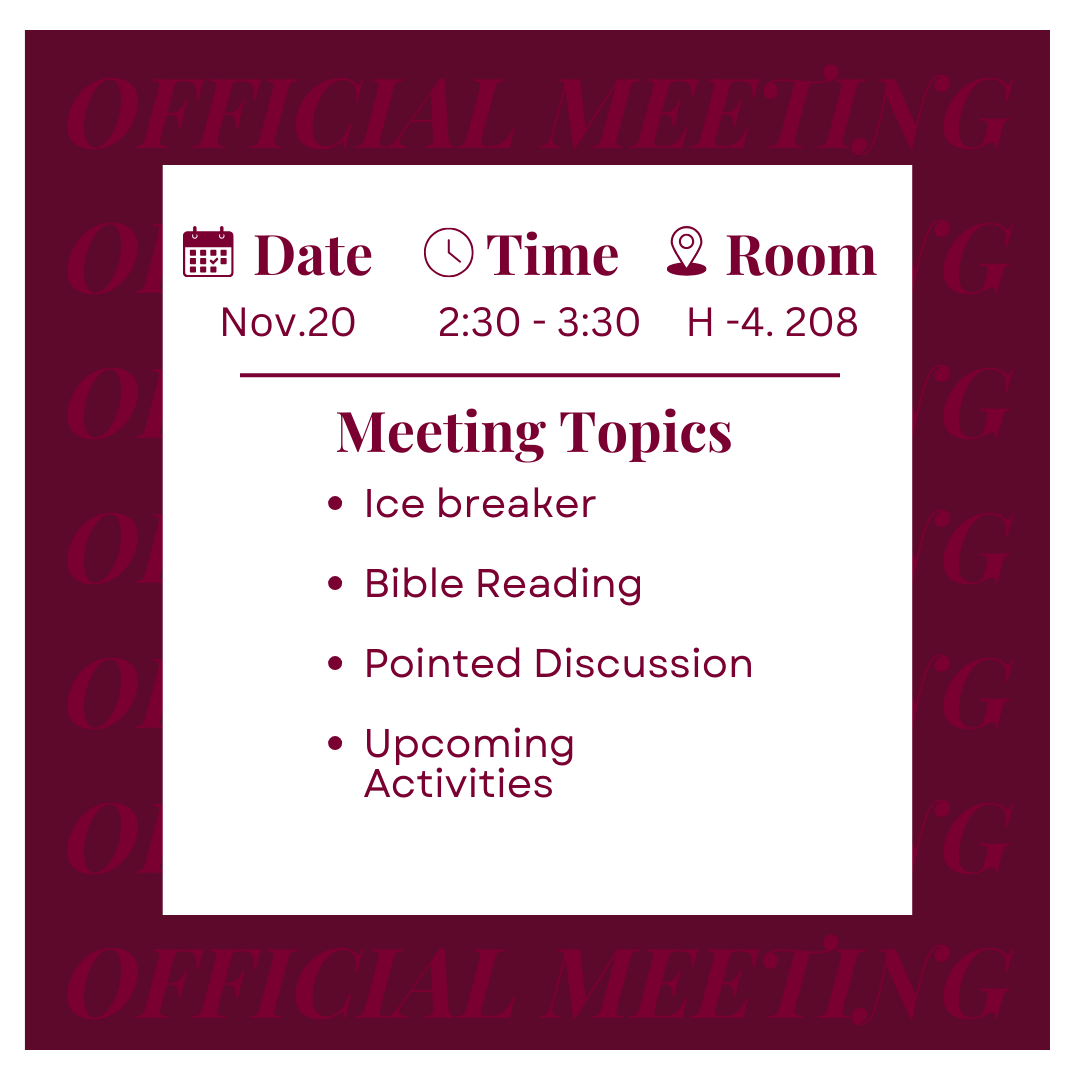 OFFICIAL MEETING
Date Time Room
Nov.20 2:30 - 3:30 H -4. 208
Meeting Topics
Ice breaker
Bible Reading
Pointed Discussion
Upcoming
Activities
OFFICIAL MEETING